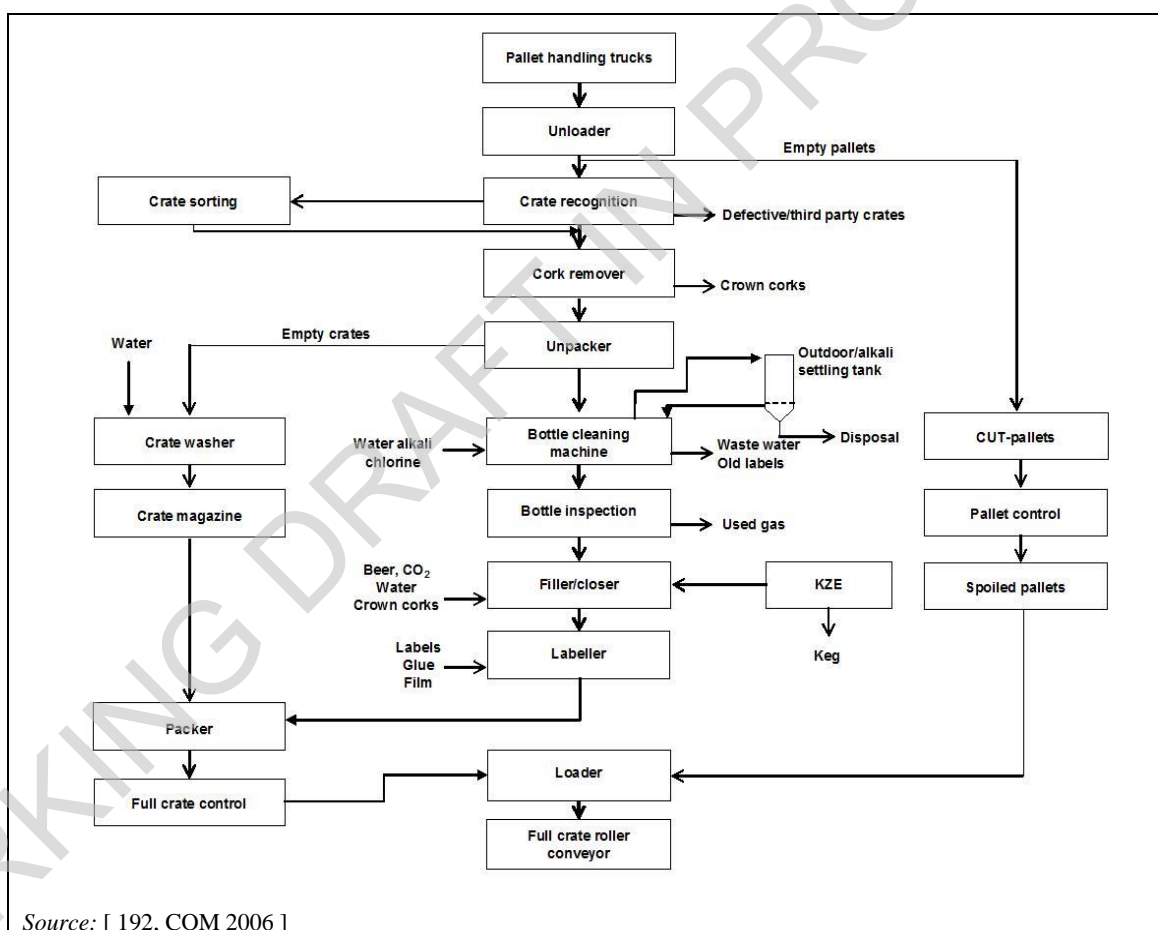 Pallet handling trucks
Unloader
Empty pallets
Crate sorting
Crate recognition
Defective/third party crates
Cork remover
Crown corks
Empty crates
Water
Unpacker
Outdoor/alkali
settling tank
Crate washer
Water alkali
chlorine
Bottle cleaning
machine
Waste water
Old labels
Disposal
CUT-pallets
Crate magazine
Bottle inspection
Used gas
Pallet control
Beer, CO₂
Water
Crown corks
Filler/closer
KZE
Spoiled pallets
Labels
Glue
Film
Labeller
Keg
Packer
Loader
Full crate control
Full crate roller
conveyor
Source: [ 192, COM 2006 ]
RKING DRAFT IN PRO